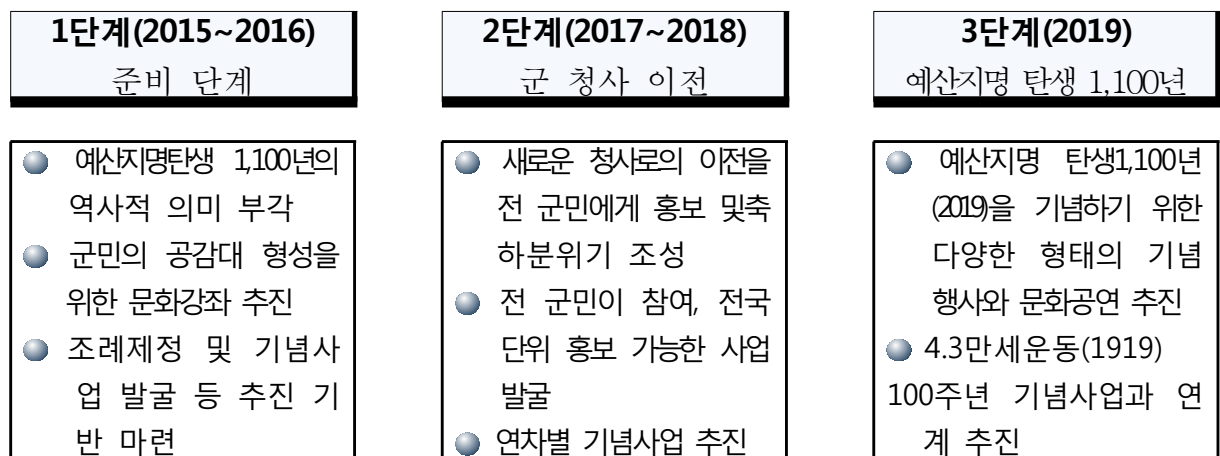 1단계(2015~2016)
준비 단계
예산지명탄생 1,100년의
역사적 의미 부각
군민의 공감대 형성을
위한 문화강좌 추진
조례제정 및 기념사
업 발굴 등 추진 기
반 마련
2단계(2017~2018)
군 청사 이전
새로운 청사로의 이전을
전 군민에게 홍보 및축
하분위기 조성
전 군민이 참여, 전국
단위 홍보 가능한 사업
발굴
연차별 기념사업 추진
3단계(2019)
예산지명 탄생 1,100년
예산지명 탄생1,100년
(2019)을 기념하기 위한
다양한 형태의 기념
행사와 문화공연 추진
4.3만세운동(1919)
100주년 기념사업과 연
계 추진